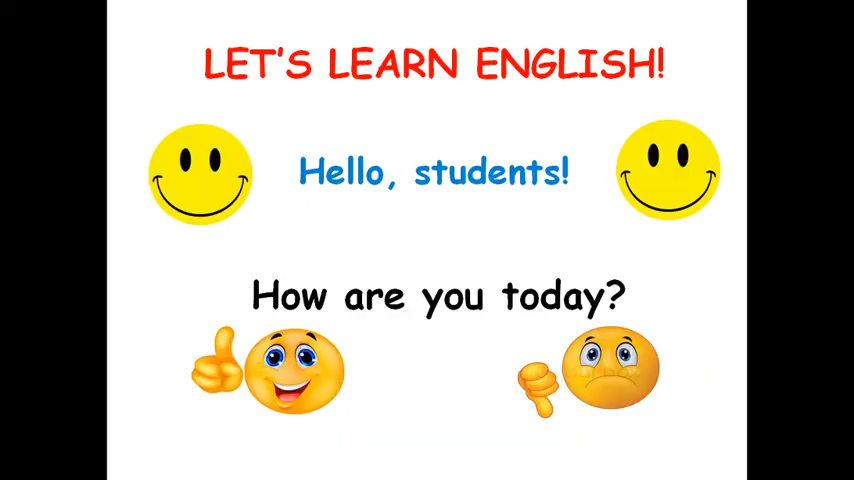 LET'S LEARN ENGLISH!
Hello, students!
How are you today?